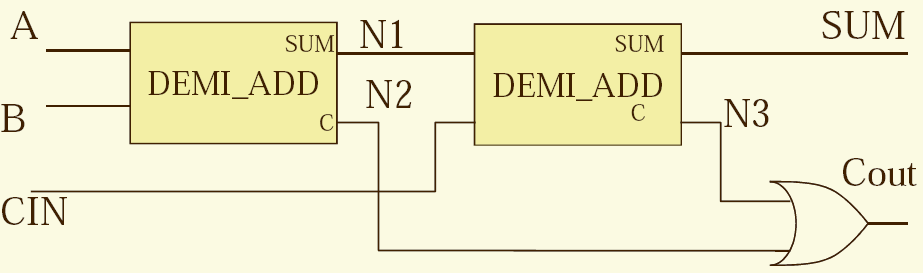 A
SUM
N1
SUM
SUM
DEMI_ADD
DEMI_ADD
B
C
N2
C
N3
CIN
Cout